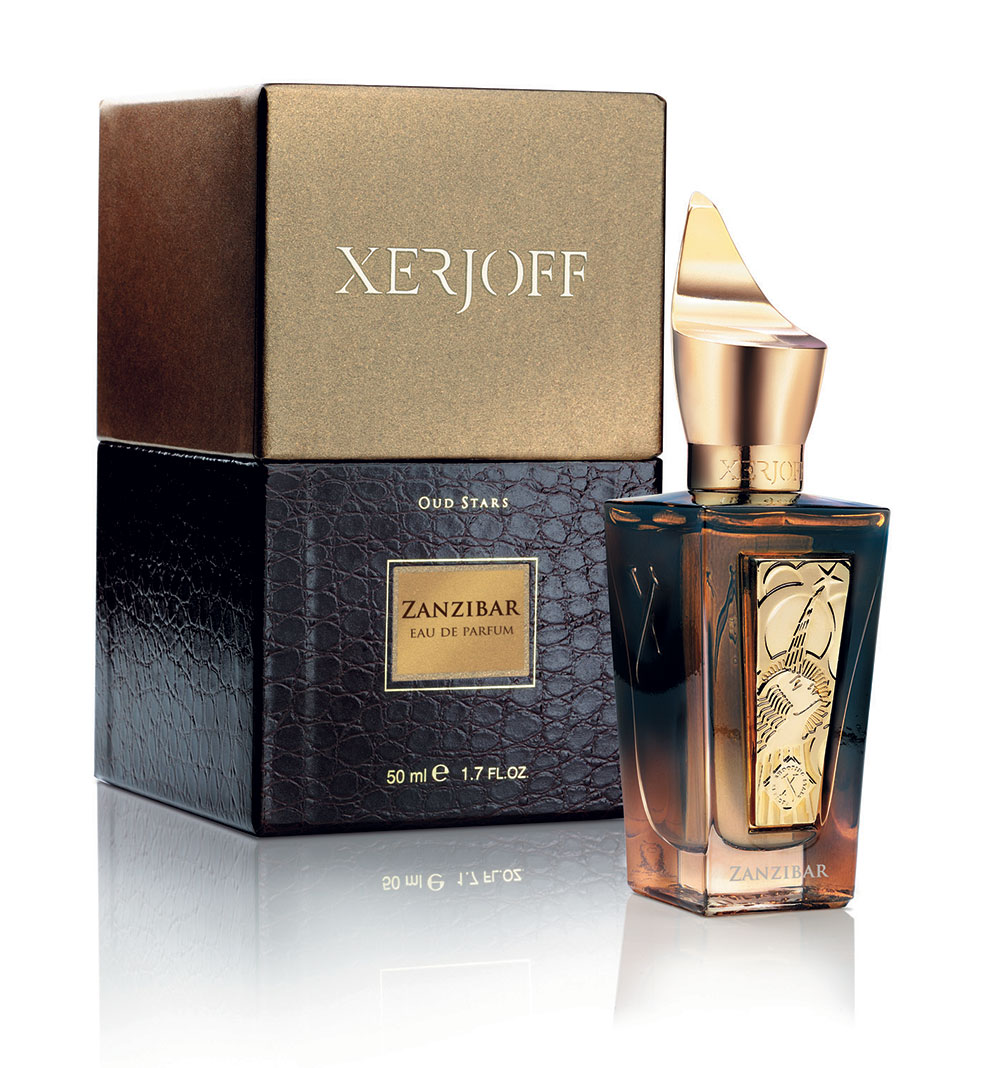 XERJOFF
OUD STARS
ZANZIBAR
EAU DE PARFUM
50 ml ℮ 1.7 FL.OZ.
XERJOFF
ZANZIBAR